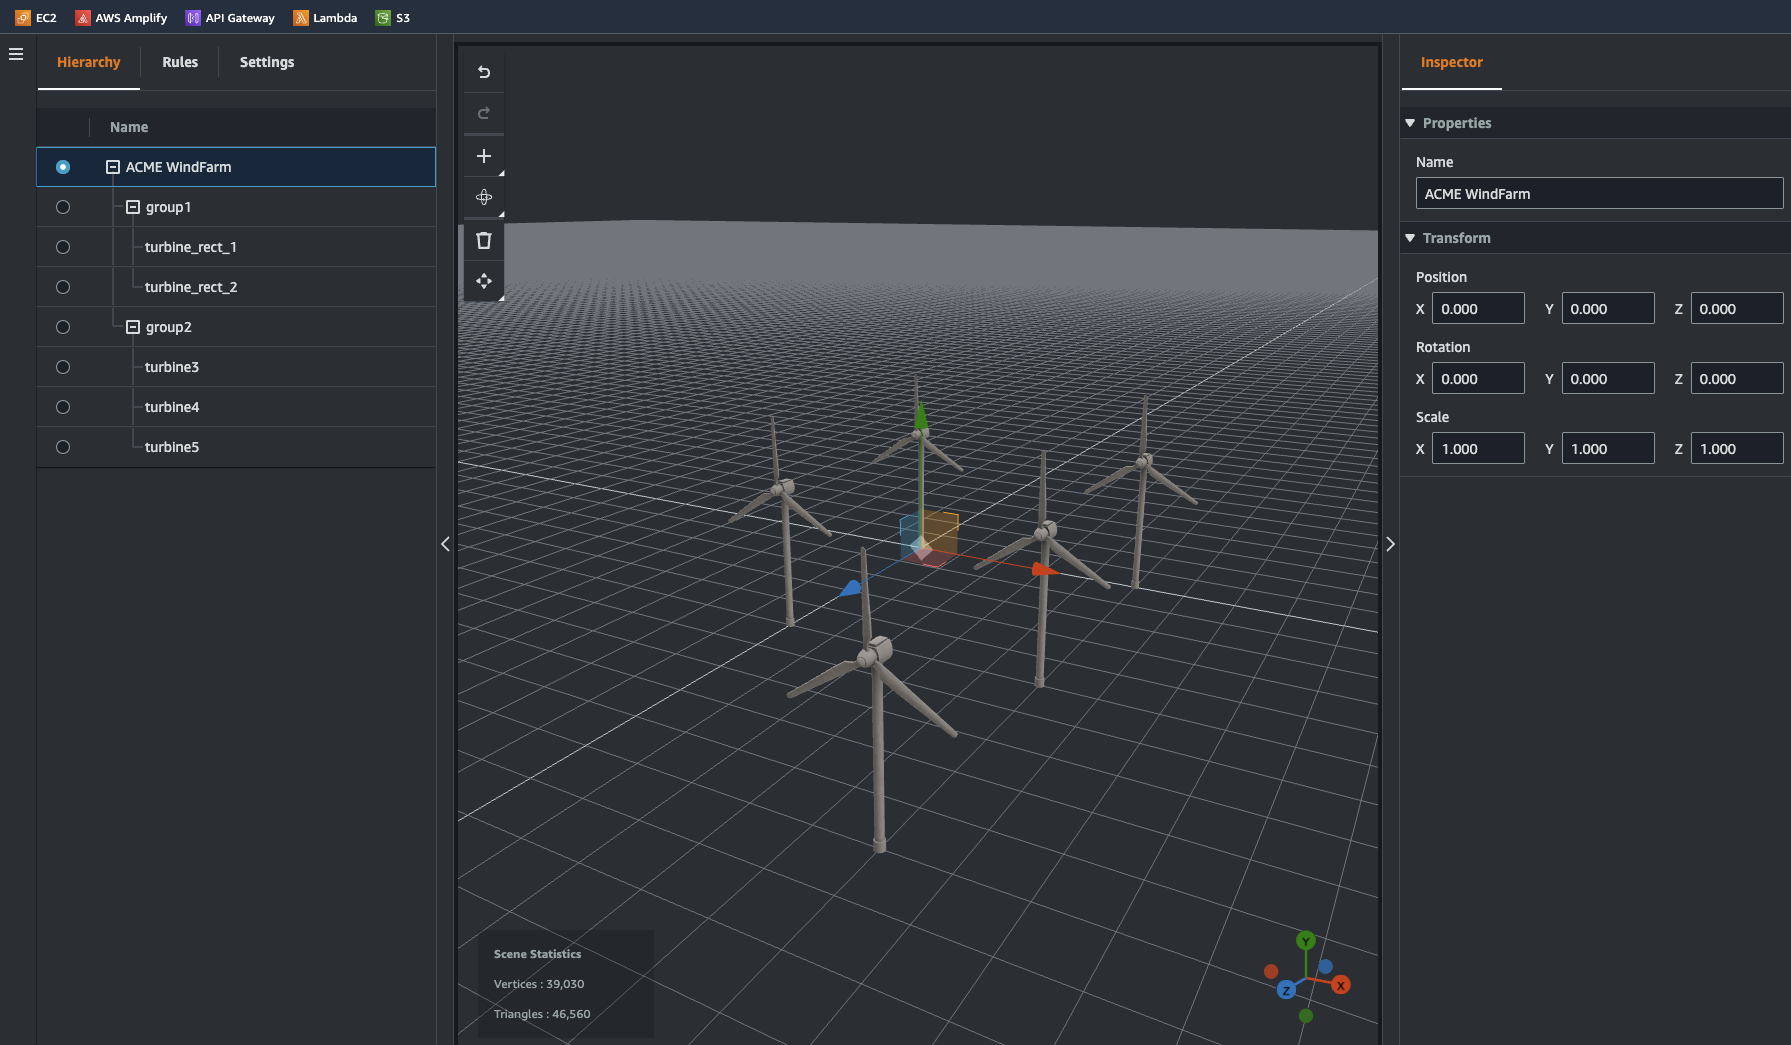 EC2 AWS Amplify API Gateway Lambda S3
Hierarchy Rules Settings
Name
ACME WindFarm
group1
turbine_rect_1
turbine_rect_2
group2
turbine3
turbine4
turbine5
Scene Statistics
Vertices : 39,030
Triangles : 46,560
Y
Z
X
Inspector
Properties
Name
ACME WindFarm
Transform
Position
X 0.000 Y 0.000 Z 0.000
Rotation
X 0.000 Y 0.000 Z 0.000
Scale
X 1.000 Y 1.000 Z 1.000